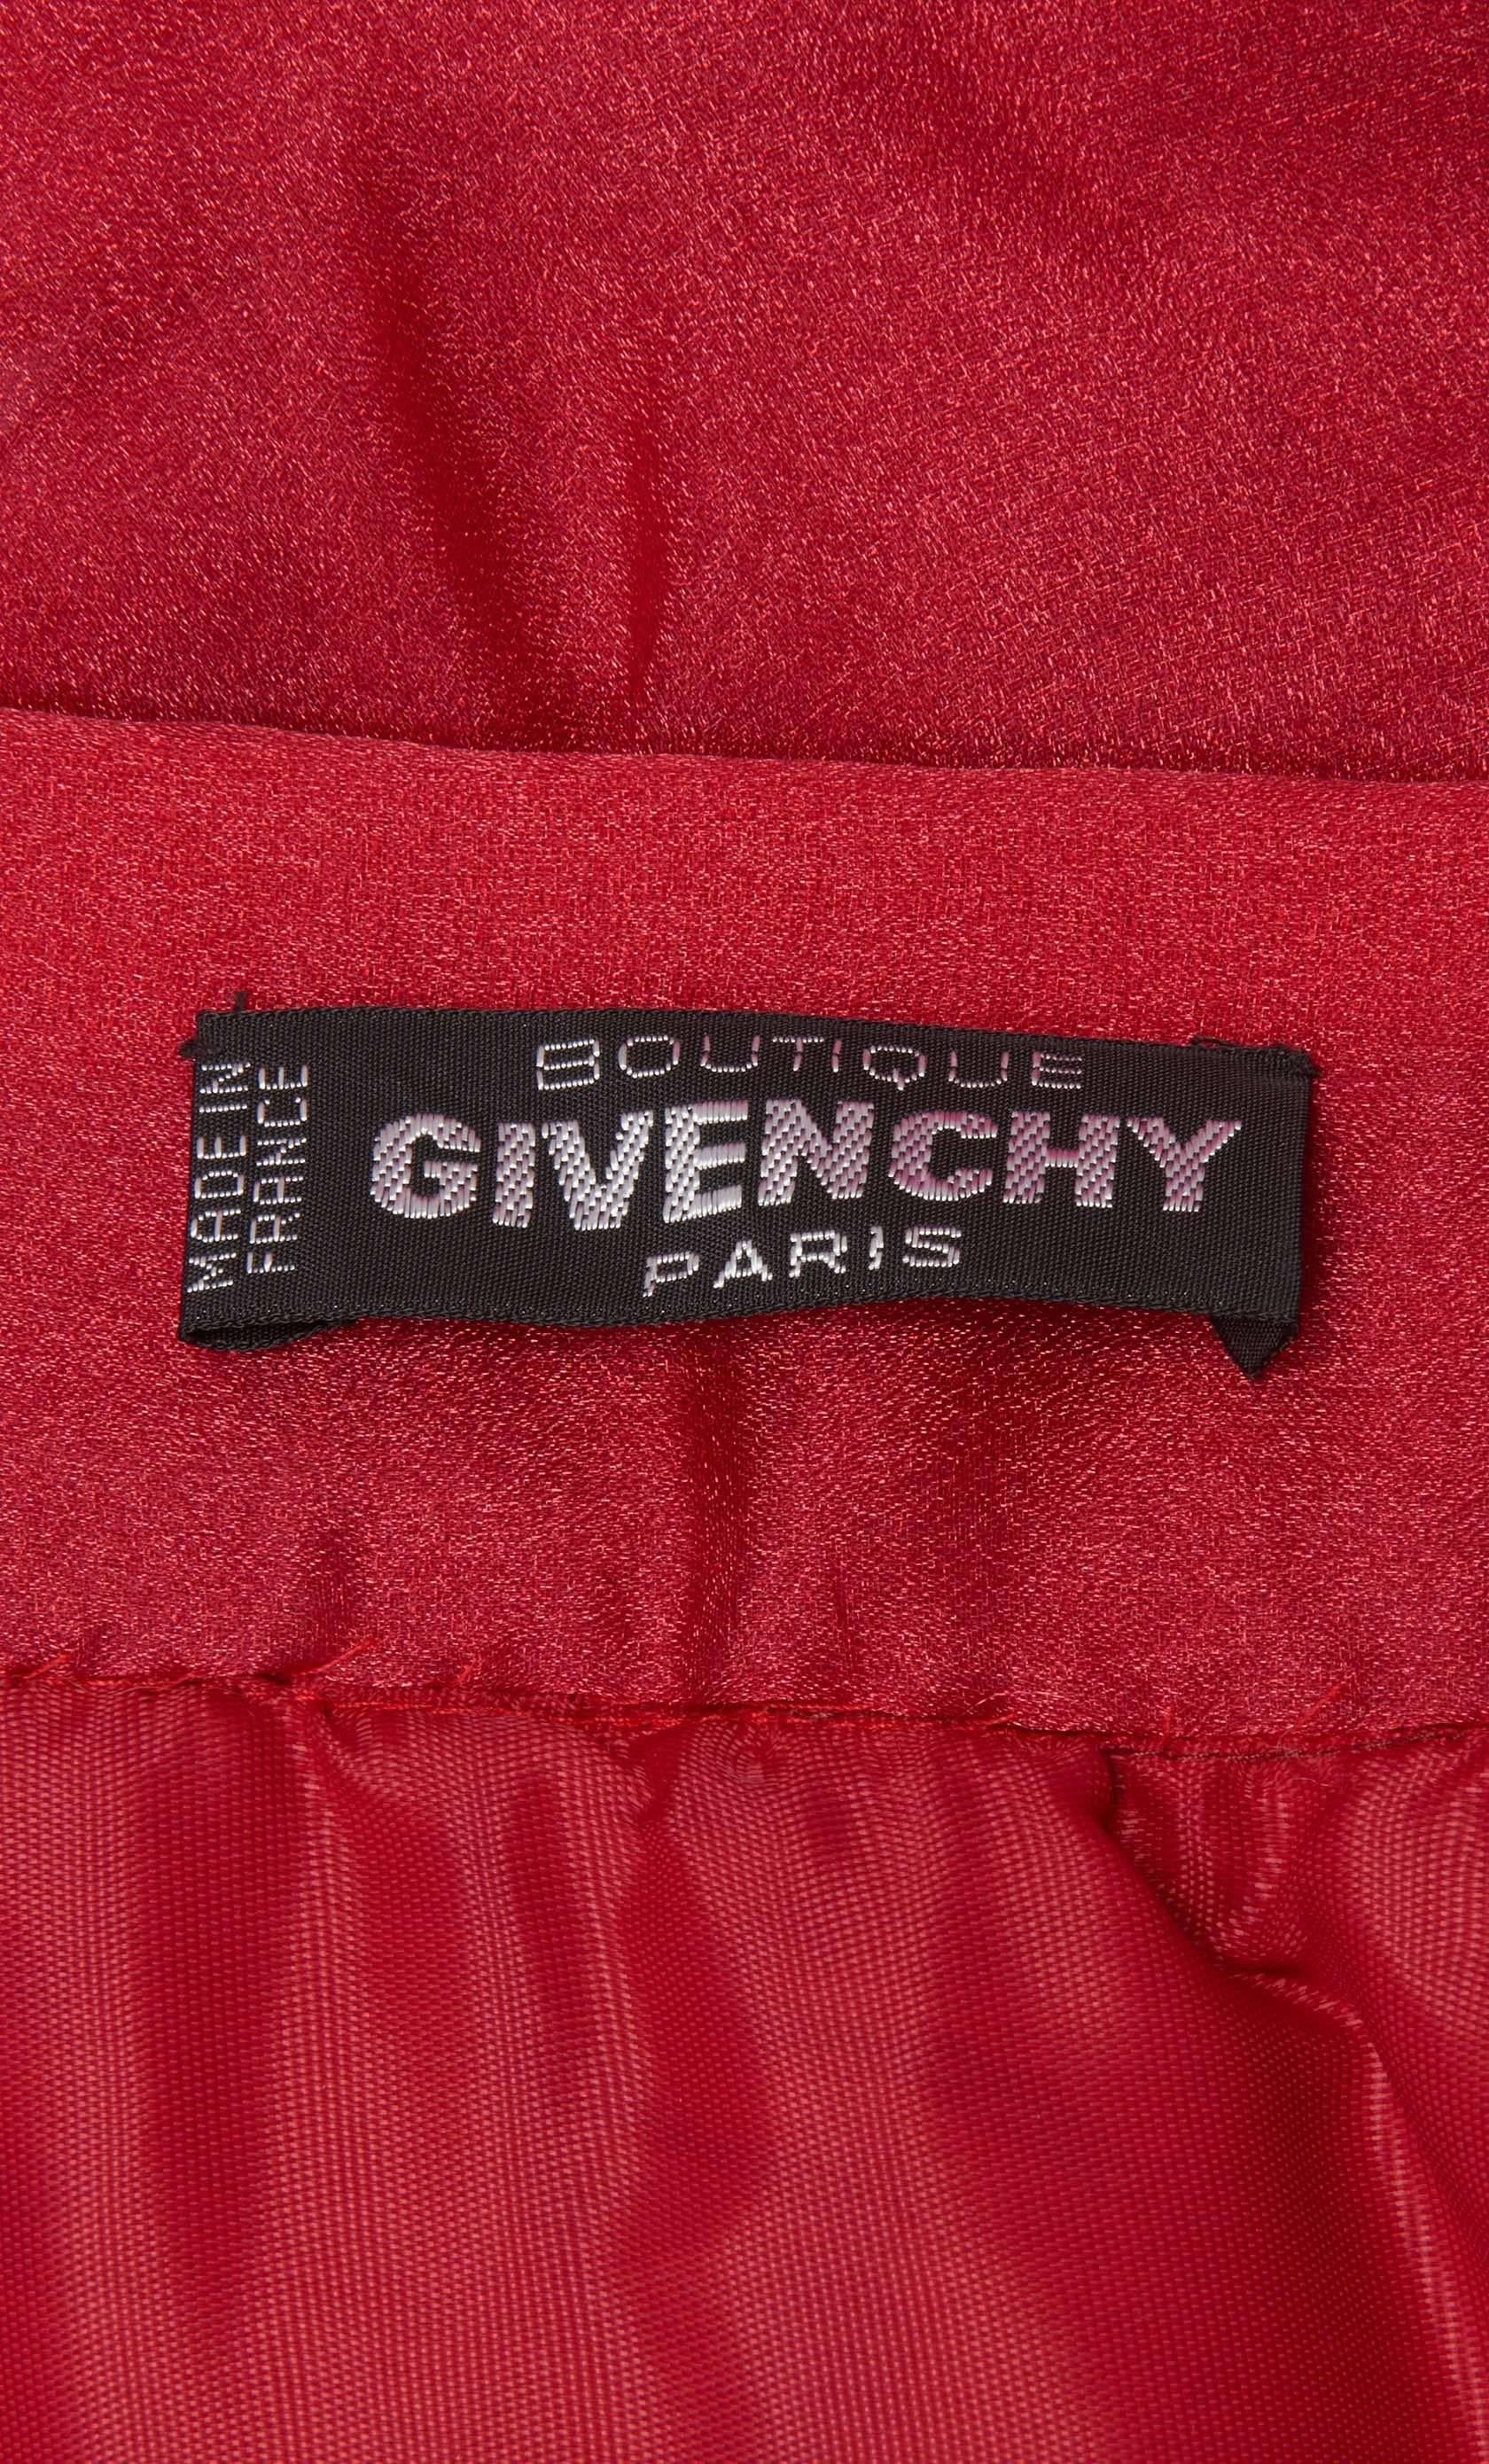 BOUTIQUE
GIVENCHY
PARIS
MADE IN
FRANCE